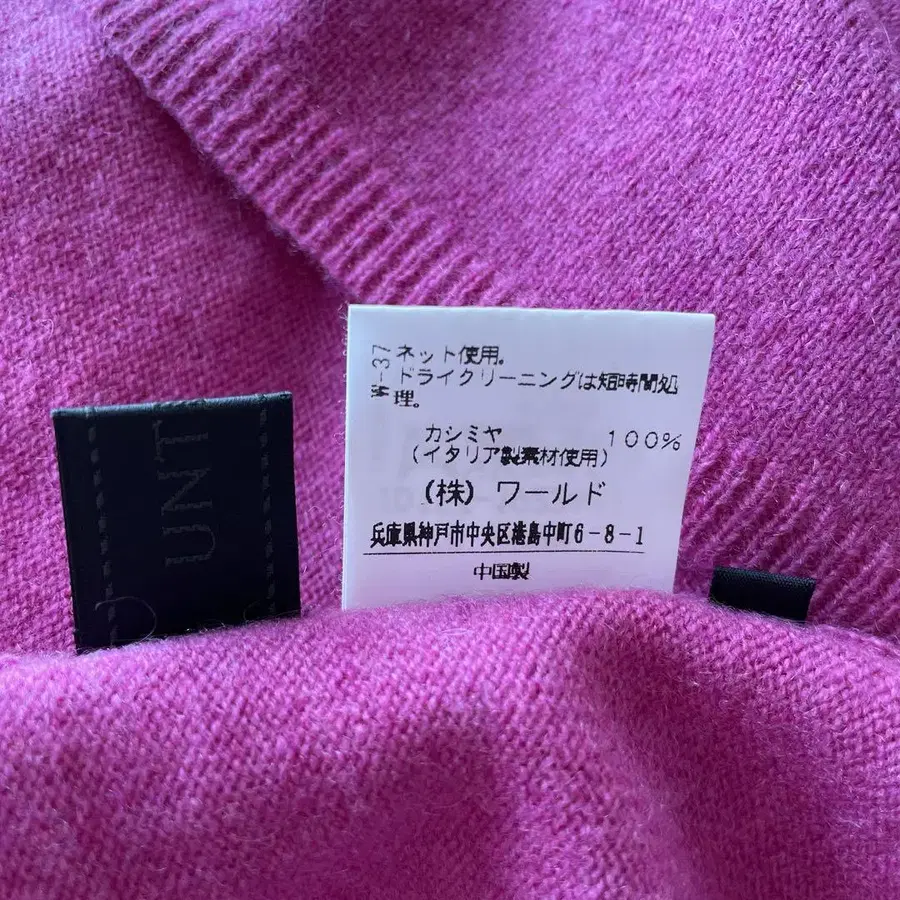 W-37
ネット使用。
ドライクリーニングは短時間処
理。
カシミヤ 100%
(イタリア製素材使用)
(株) ワールド
兵庫県神戸市中央区港島中町6-8-1
中国製
UNT